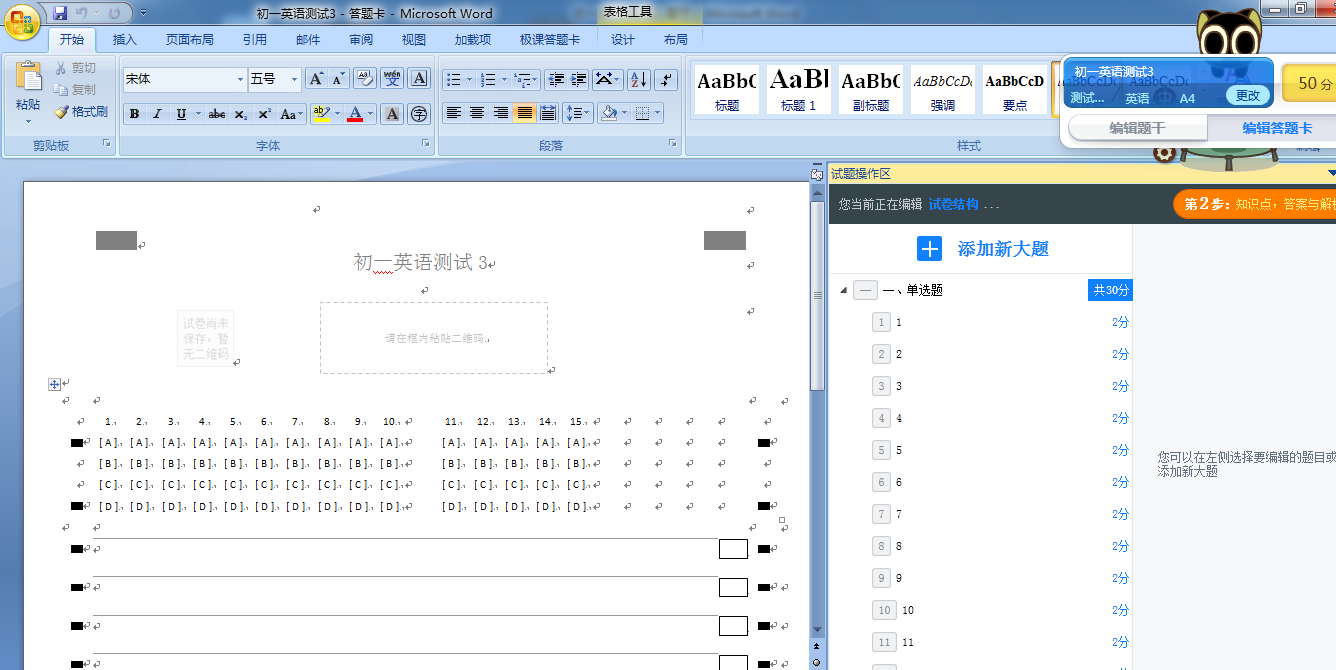 初一英语测试3 - 答题卡 - Microsoft Word
表格工具
开始 插入 页面布局 引用 邮件 审阅 视图 加载项 极课答题卡 设计 布局
粘贴
剪切
复制
格式刷
剪贴板
宋体 五号
字体
段落
AaBbC 标题
AaBl 标题 1
AaBbC 副标题
AaBbCcD 强调
AaBbCcD 要点
样式
初一英语测试3
测试... 英语 A4 更改
50 分
编辑题干 编辑答题卡
试题操作区
您当前正在编辑 试卷结构 ...
第2步：知识点，答案与解
添加新大题
一、单选题 共30分
1 1 2分
2 2 2分
3 3 2分
4 4 2分
5 5 2分
6 6 2分
7 7 2分
8 8 2分
9 9 2分
10 10 2分
11 11 2分
您可以在左侧选择要编辑的题目或
添加新大题
初一英语测试 3
试卷尚未
保存，暂
无二维码
请在框内粘贴二维码.
1. 2. 3. 4. 5. 6. 7. 8. 9. 10. 11. 12. 13. 14. 15.
[A] [A] [A] [A] [A] [A] [A] [A] [A] [A] [A] [A] [A] [A] [A]
[B] [B] [B] [B] [B] [B] [B] [B] [B] [B] [B] [B] [B] [B] [B]
[C] [C] [C] [C] [C] [C] [C] [C] [C] [C] [C] [C] [C] [C] [C]
[D] [D] [D] [D] [D] [D] [D] [D] [D] [D] [D] [D] [D] [D] [D]